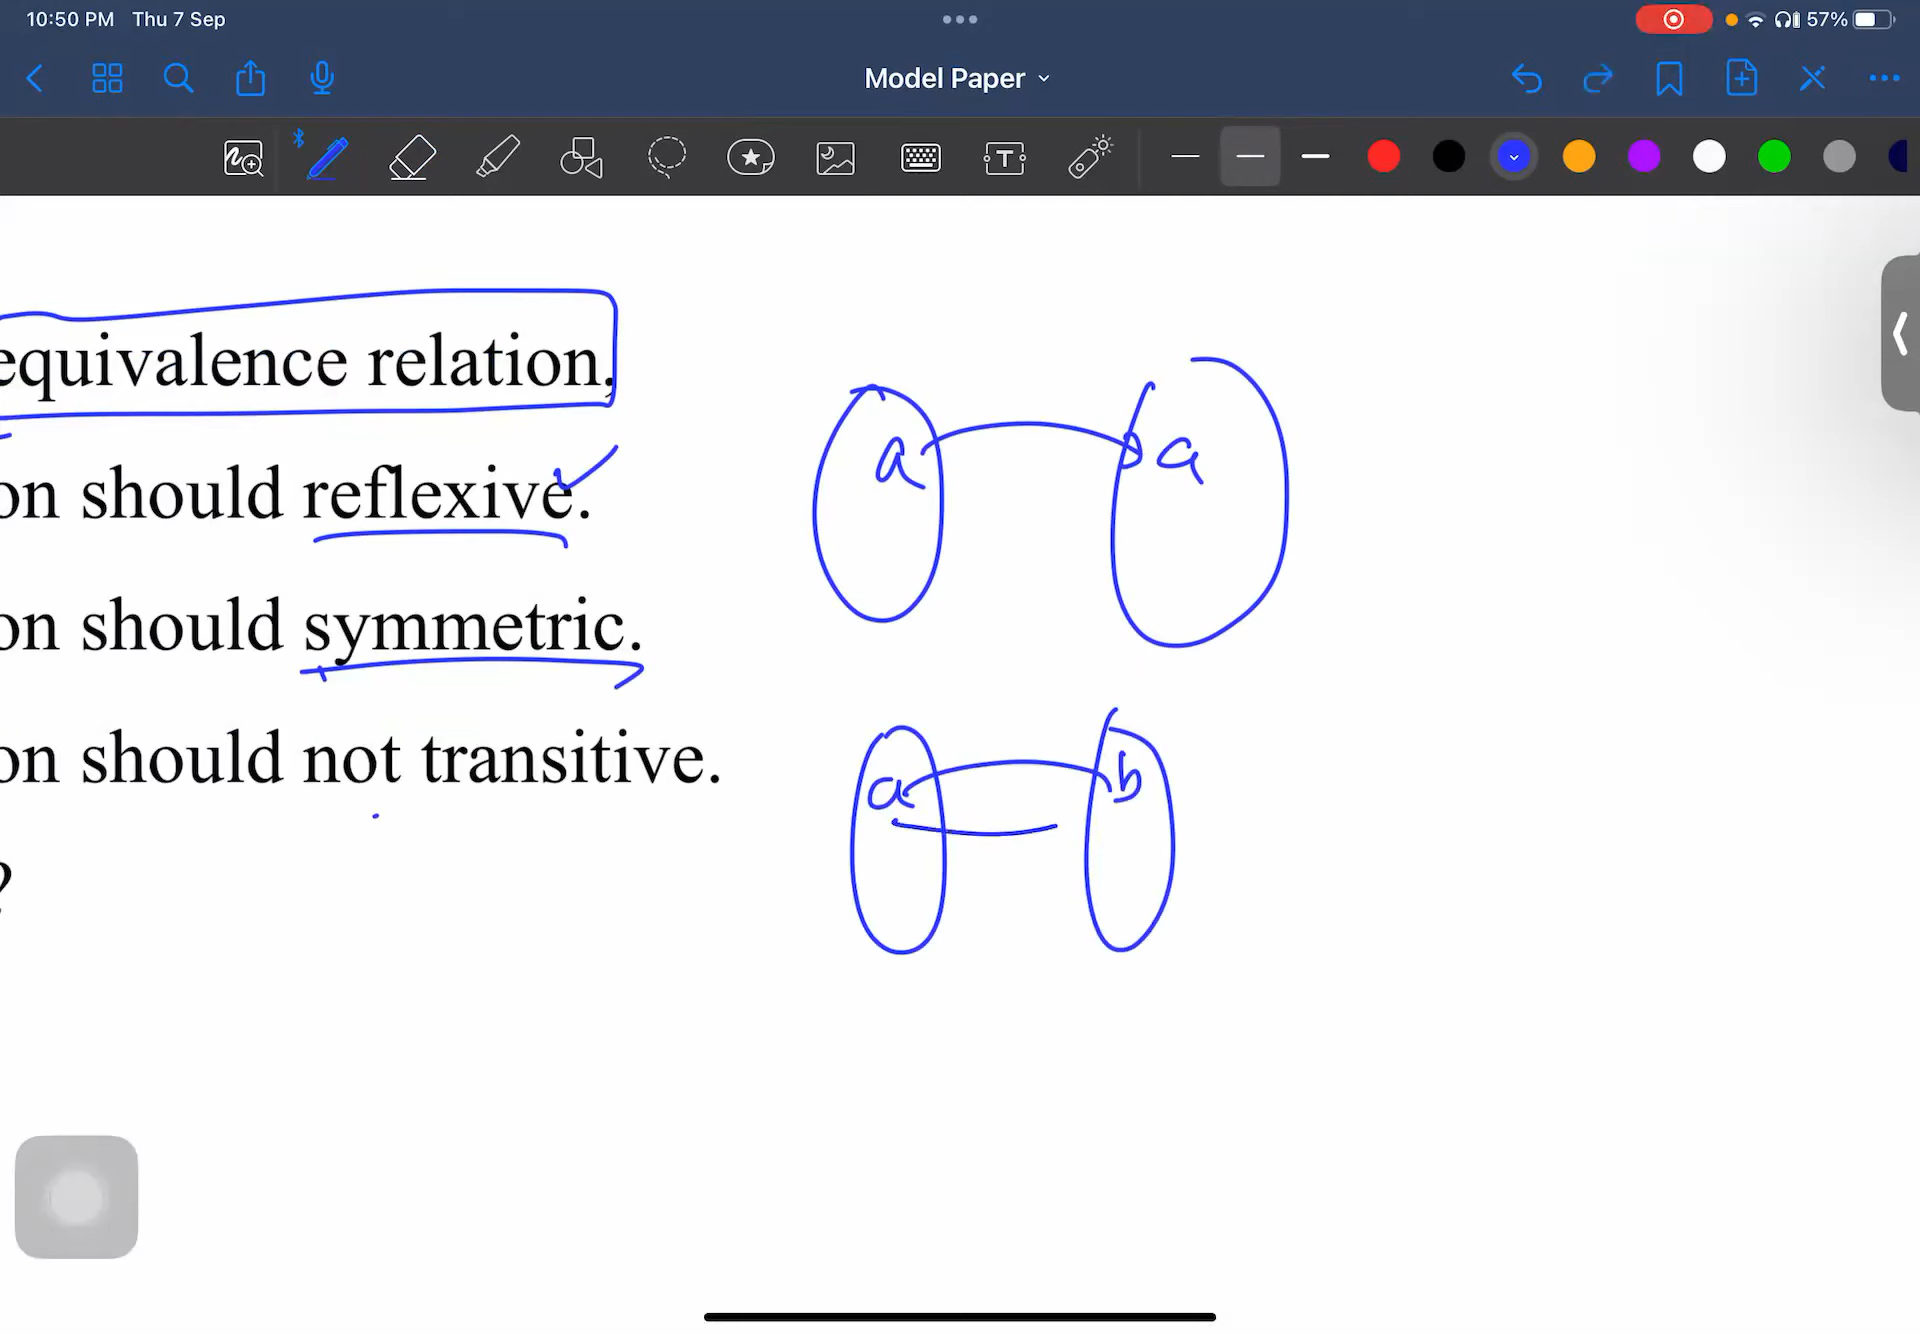 10:50 PM Thu 7 Sep
57%
Model Paper
T
equivalence relation,
on should reflexive.
on should symmetric.
on should not transitive.
?
a a
a b